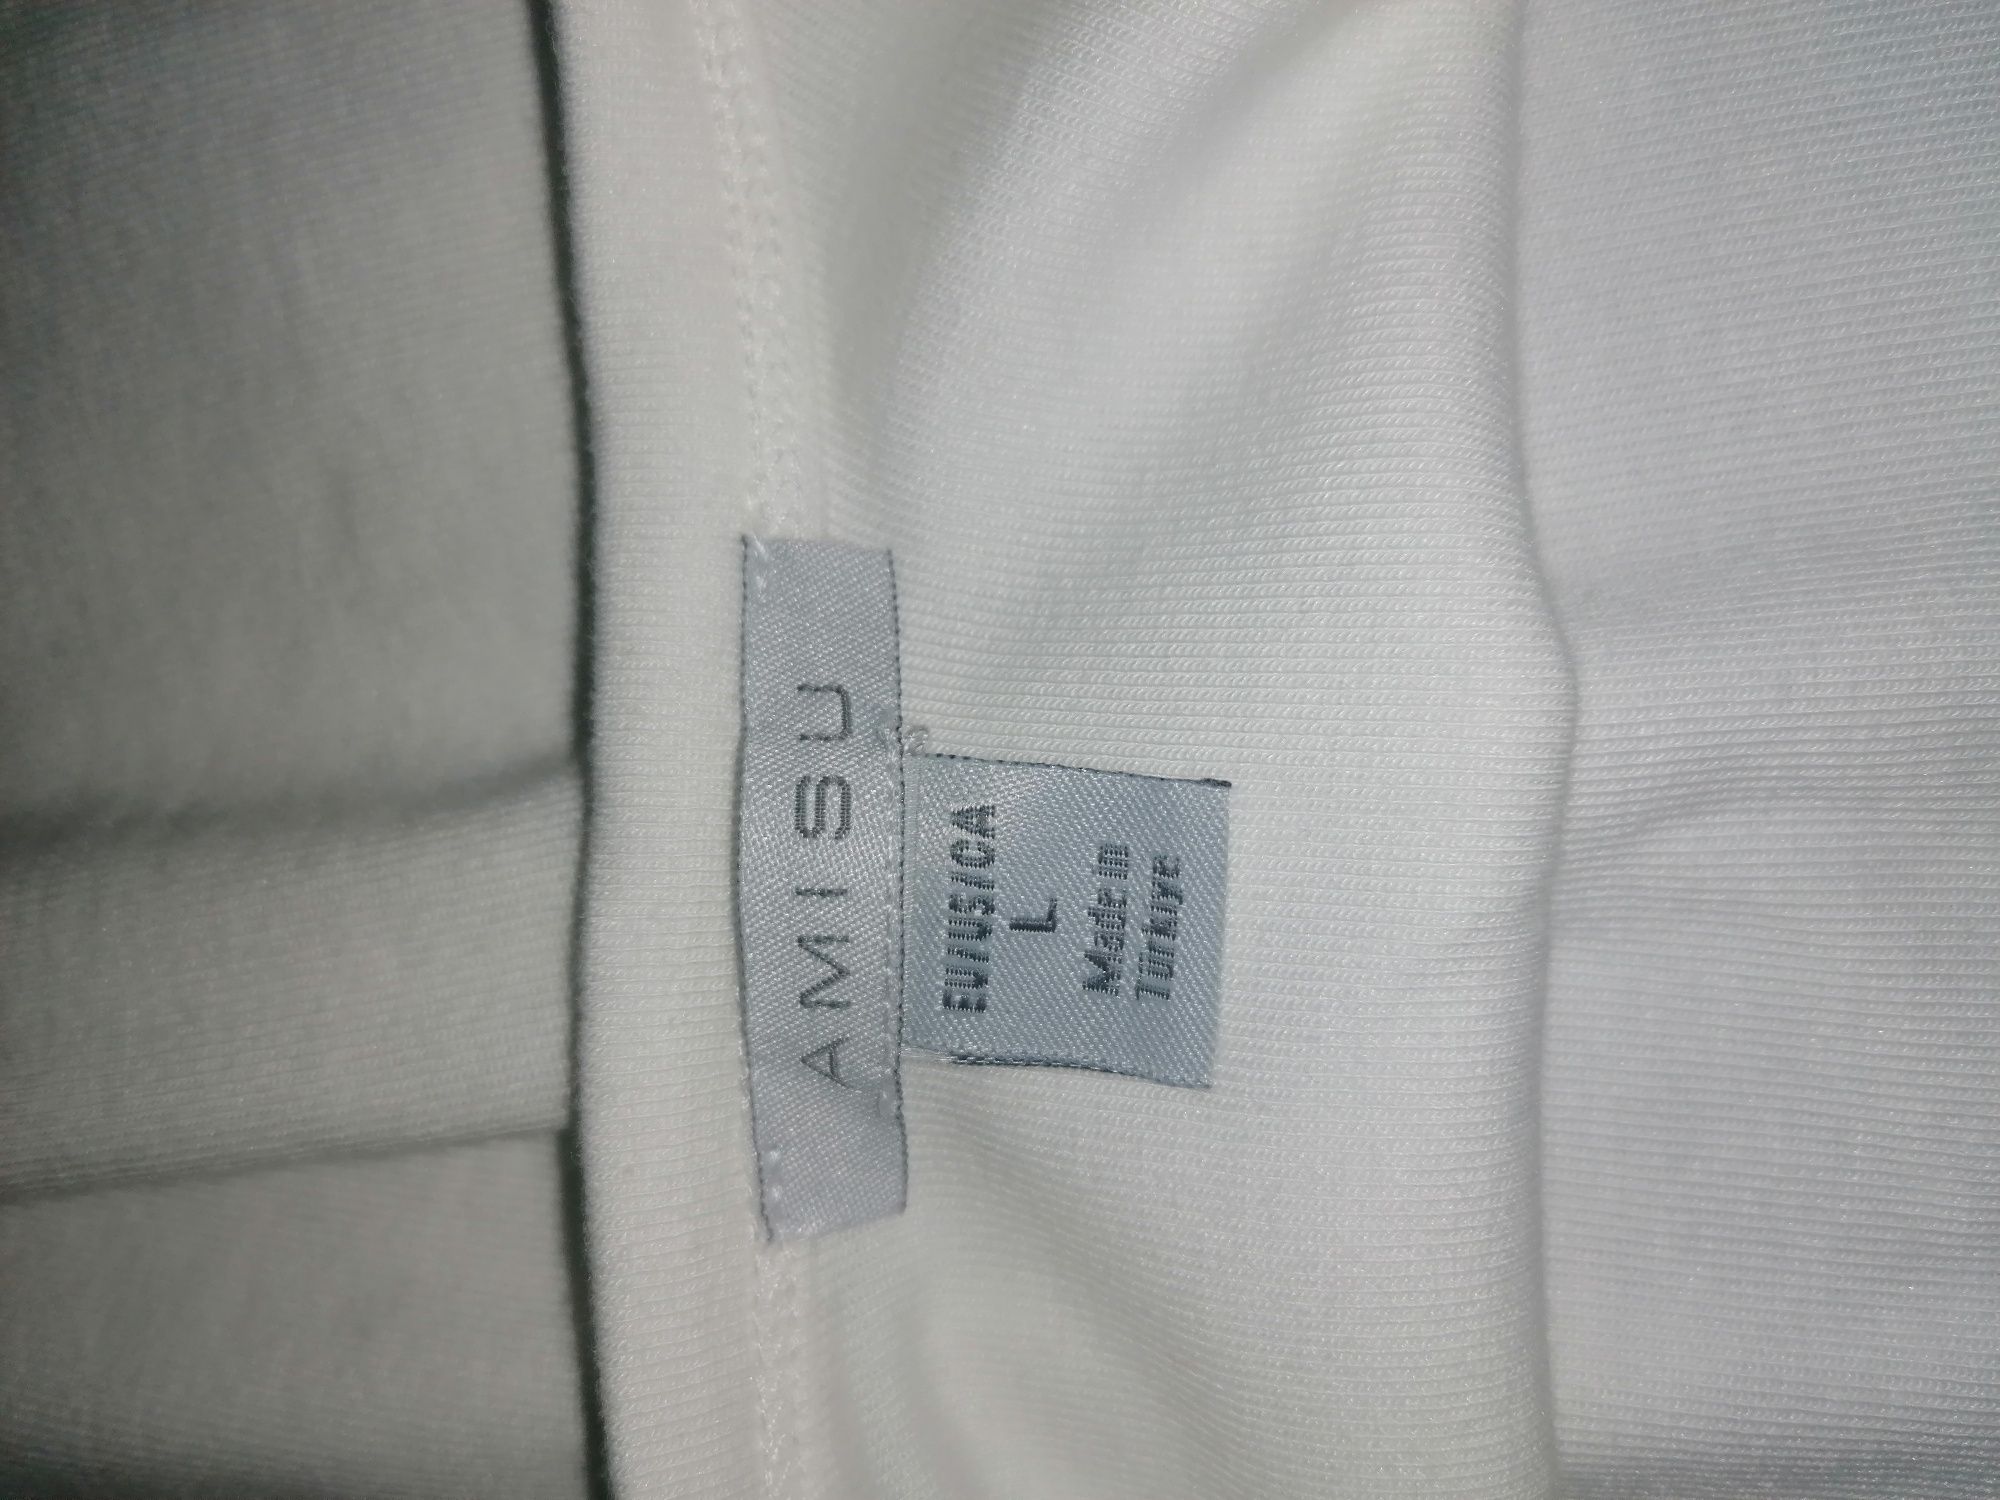 AMISU
EU/US/CA
L
Made in
Türkiye